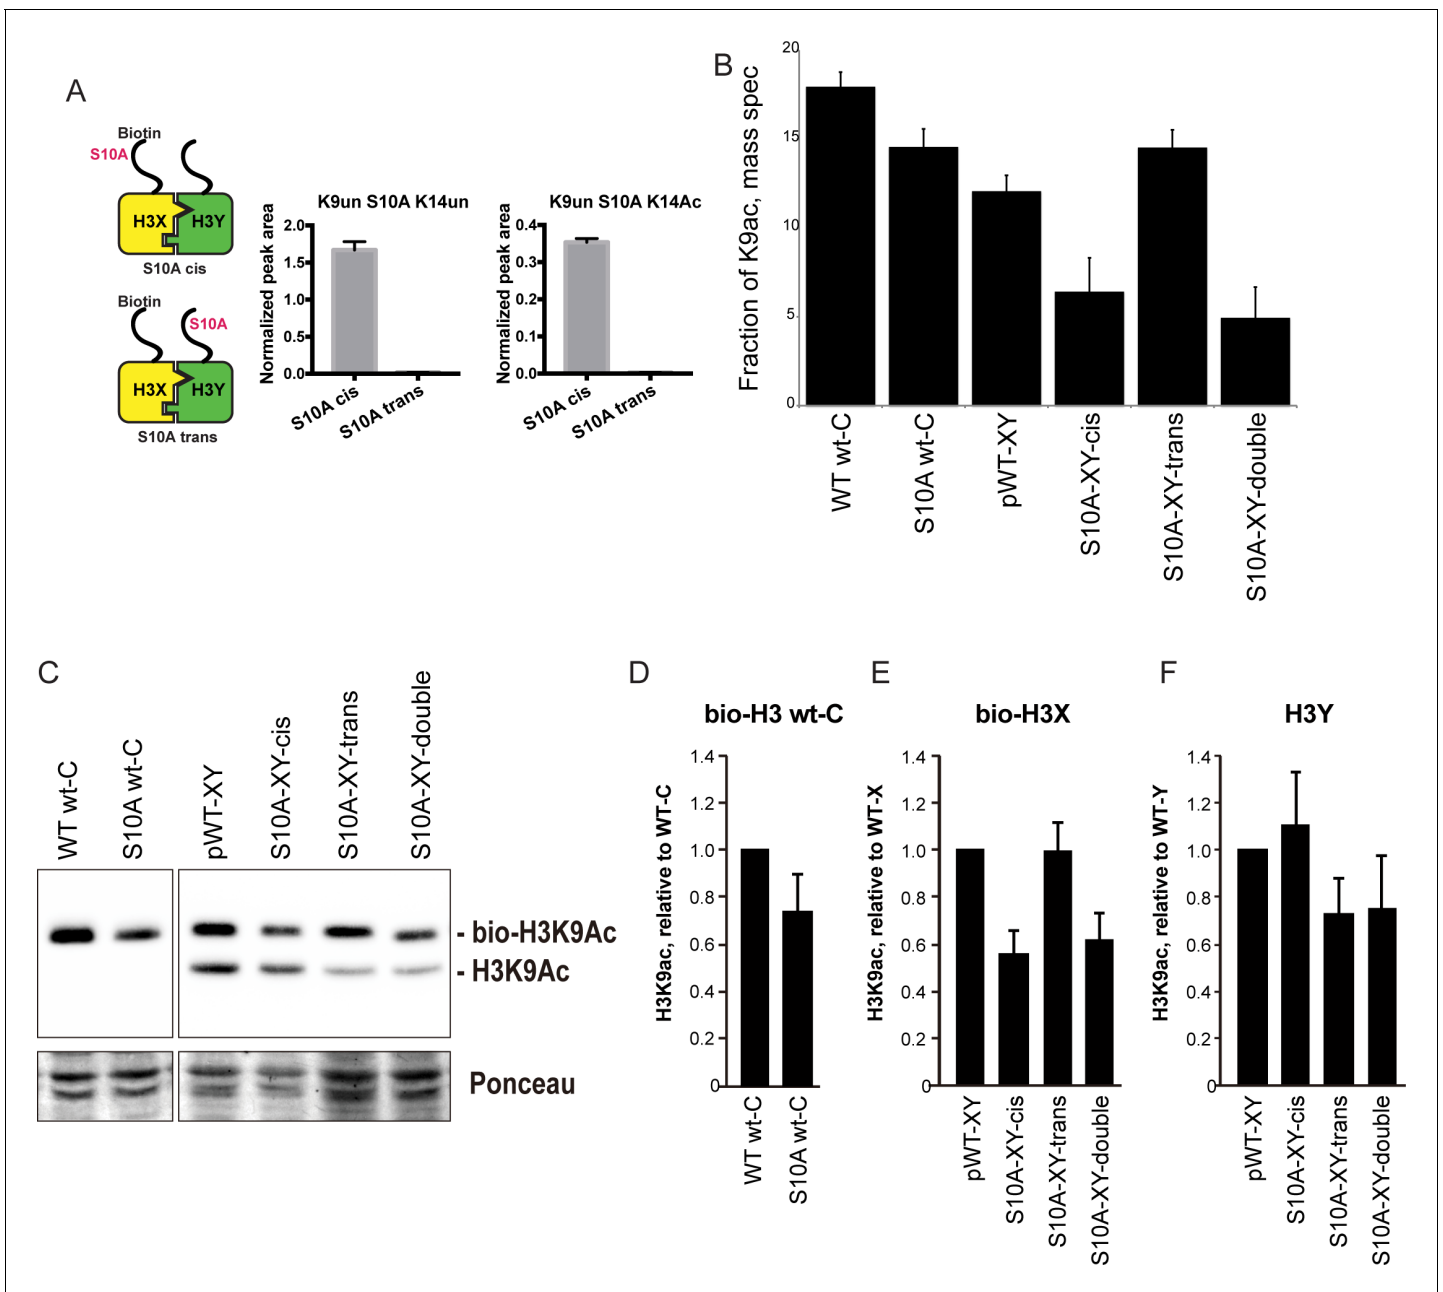 A
Biotin
S10A
H3X
H3Y
S10A cis
Biotin
S10A
H3X
H3Y
S10A trans
K9un S10A K14un
Normalized peak area
2.0
1.5
1.0
0.5
0.0
S10A cis
S10A trans
K9un S10A K14Ac
Normalized peak area
0.4
0.3
0.2
0.1
0.0
S10A cis
S10A trans
B
Fraction of K9ac, mass spec
20
15
10
5
0
WT wt-C
S10A wt-C
pWT-XY
S10A-XY-cis
S10A-XY-trans
S10A-XY-double
C
WT wt-C
S10A wt-C
pWT-XY
S10A-XY-cis
S10A-XY-trans
S10A-XY-double
- bio-H3K9Ac
- H3K9Ac
Ponceau
D
bio-H3 wt-C
H3K9ac, relative to WT-C
1.4
1.2
1.0
0.8
0.6
0.4
0.2
0
WT wt-C
S10A wt-C
E
bio-H3X
H3K9ac, relative to WT-X
1.4
1.2
1.0
0.8
0.6
0.4
0.2
0
pWT-XY
S10A-XY-cis
S10A-XY-trans
S10A-XY-double
F
H3Y
H3K9ac, relative to WT-Y
1.4
1.2
1.0
0.8
0.6
0.4
0.2
0
pWT-XY
S10A-XY-cis
S10A-XY-trans
S10A-XY-double